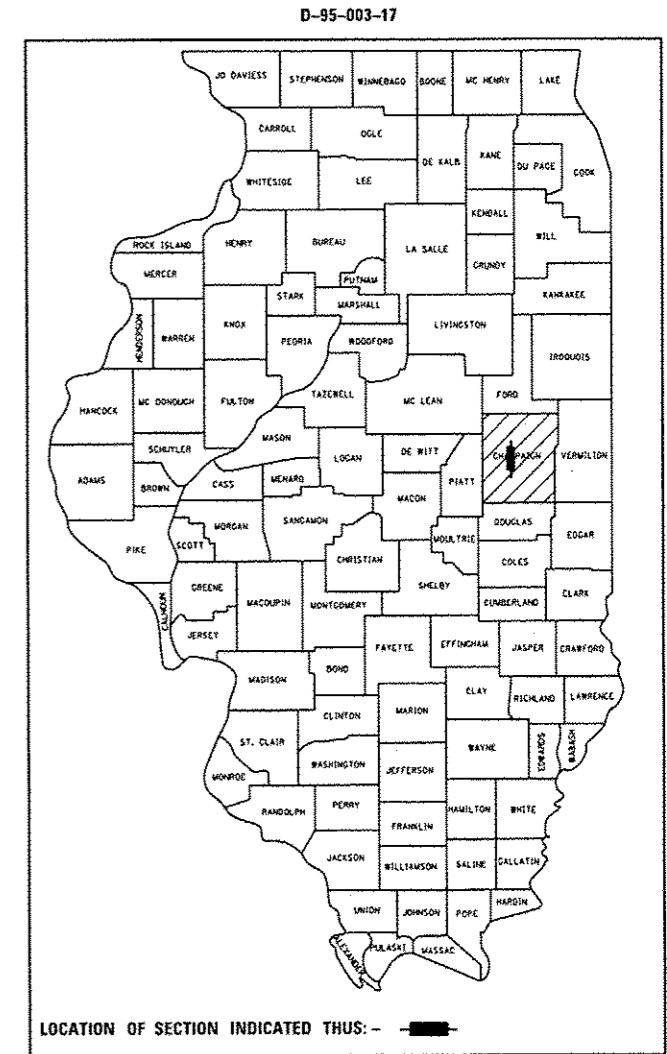 D-95-003-17
JO DAVIESS STEPHENSON WINNEBAGO BOONE MC HENRY LAKE
CARROLL OGLE DE KALB KANE DU PAGE COOK
WHITESIDE LEE
KENDALL WILL
ROCK ISLAND HENRY BUREAU LA SALLE
MERCER PUTNAM GRUNDY
STARK MARSHALL KANKAKEE
HENDERSON WARREN KNOX PEORIA WOODFORD LIVINGSTON IROQUOIS
HANCOCK MC DONOUGH FULTON TAZEWELL MC LEAN FORD
MASON
SCHUYLER LOGAN DE WITT CHAMPAIGN VERMILION
ADAMS BROWN CASS MENARD MACON PIATT
MORGAN SANGAMON DOUGLAS
PIKE SCOTT CHRISTIAN MOULTRIE EDGAR
COLES
CALHOUN GREENE MACOUPIN MONTGOMERY SHELBY CUMBERLAND CLARK
JERSEY
FAYETTE EFFINGHAM JASPER CRAWFORD
MADISON BOND
CLAY RICHLAND LAWRENCE
CLINTON MARION
ST. CLAIR WAYNE EDWARDS WABASH
WASHINGTON JEFFERSON
MONROE
RANDOLPH PERRY HAMILTON WHITE
FRANKLIN
JACKSON WILLIAMSON SALINE GALLATIN
UNION JOHNSON POPE HARDIN
ALEXANDER PULASKI MASSAC
LOCATION OF SECTION INDICATED THUS: -